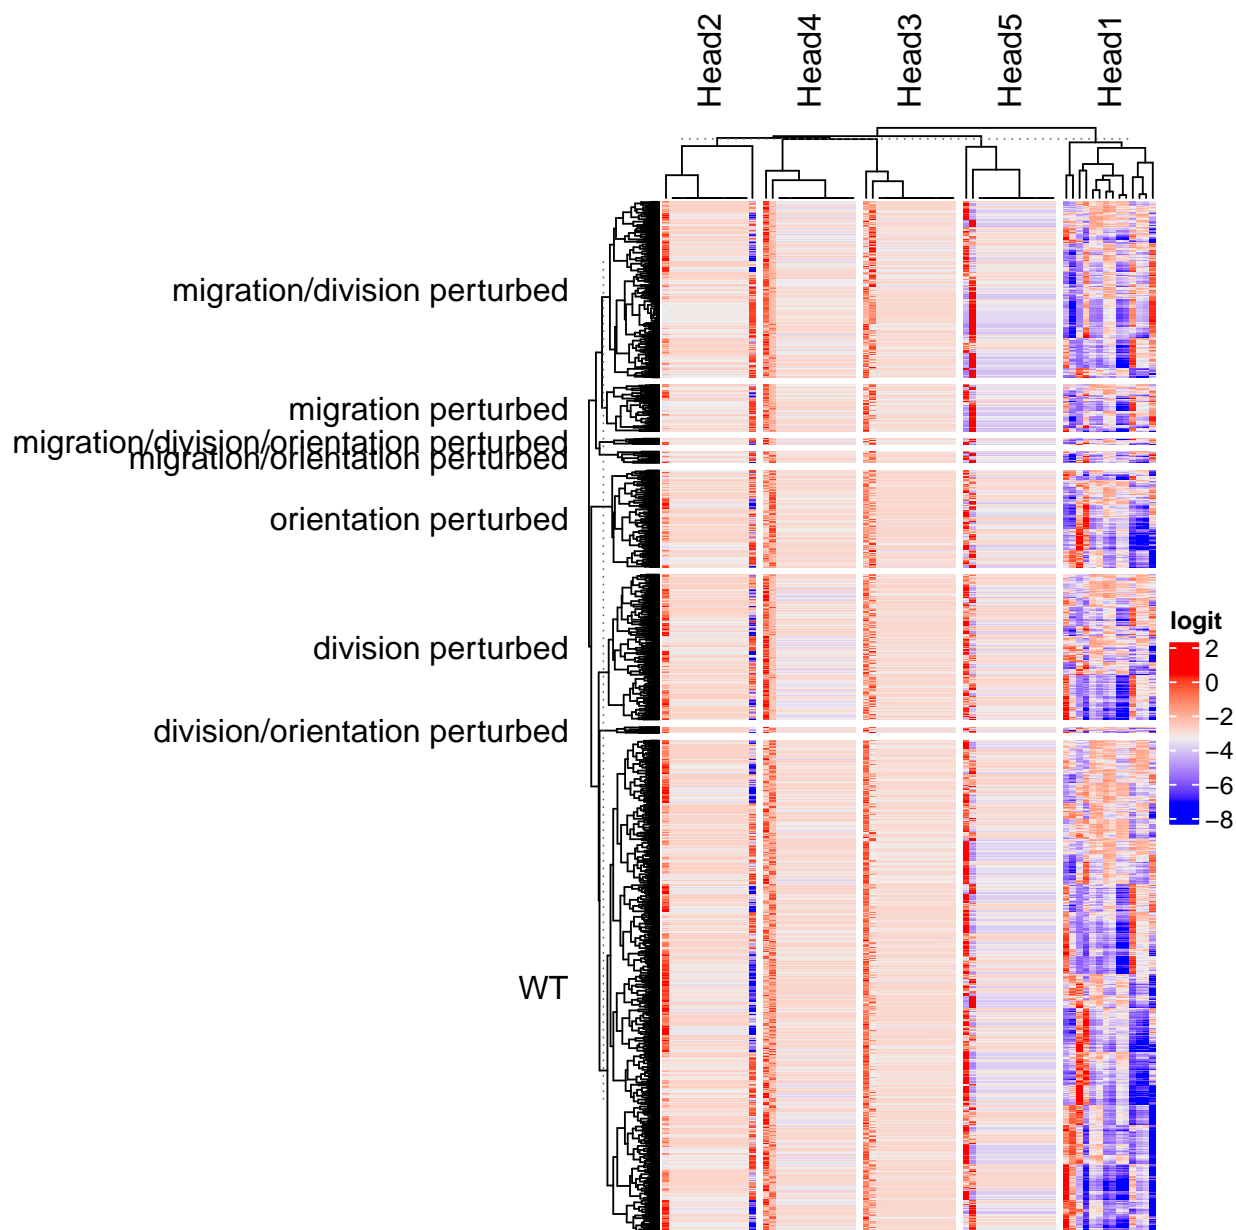 Head2
Head4
Head3
Head5
Head1
migration/division perturbed
migration perturbed
migration/division/orientation perturbed
migration/orientation perturbed
orientation perturbed
division perturbed
division/orientation perturbed
WT
logit
2
0
−2
−4
−6
−8